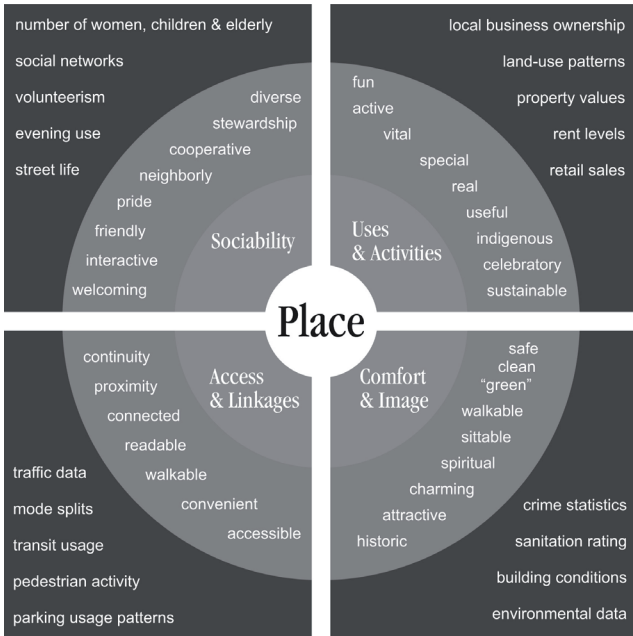 number of women, children & elderly
social networks
volunteerism
evening use
street life
diverse
stewardship
cooperative
neighborly
pride
friendly
interactive
welcoming
Sociability
local business ownership
land-use patterns
property values
rent levels
retail sales
fun
active
vital
special
real
useful
indigenous
celebratory
sustainable
Uses
& Activities
Place
Access
& Linkages
continuity
proximity
connected
readable
walkable
convenient
accessible
traffic data
mode splits
transit usage
pedestrian activity
parking usage patterns
Comfort
& Image
safe
clean
“green”
walkable
sittable
spiritual
charming
attractive
historic
crime statistics
sanitation rating
building conditions
environmental data